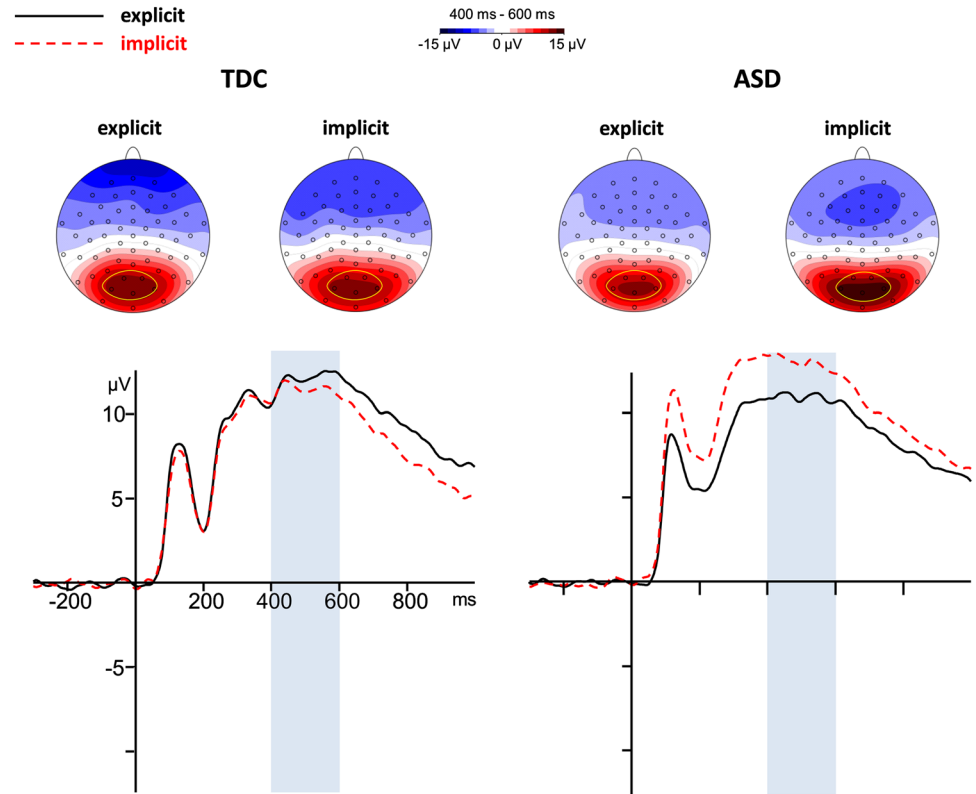 explicit
implicit
400 ms - 600 ms
-15 µV 0 µV 15 µV
TDC
ASD
explicit
implicit
explicit
implicit
µV
10
5
-200 200 400 600 800 ms
-5